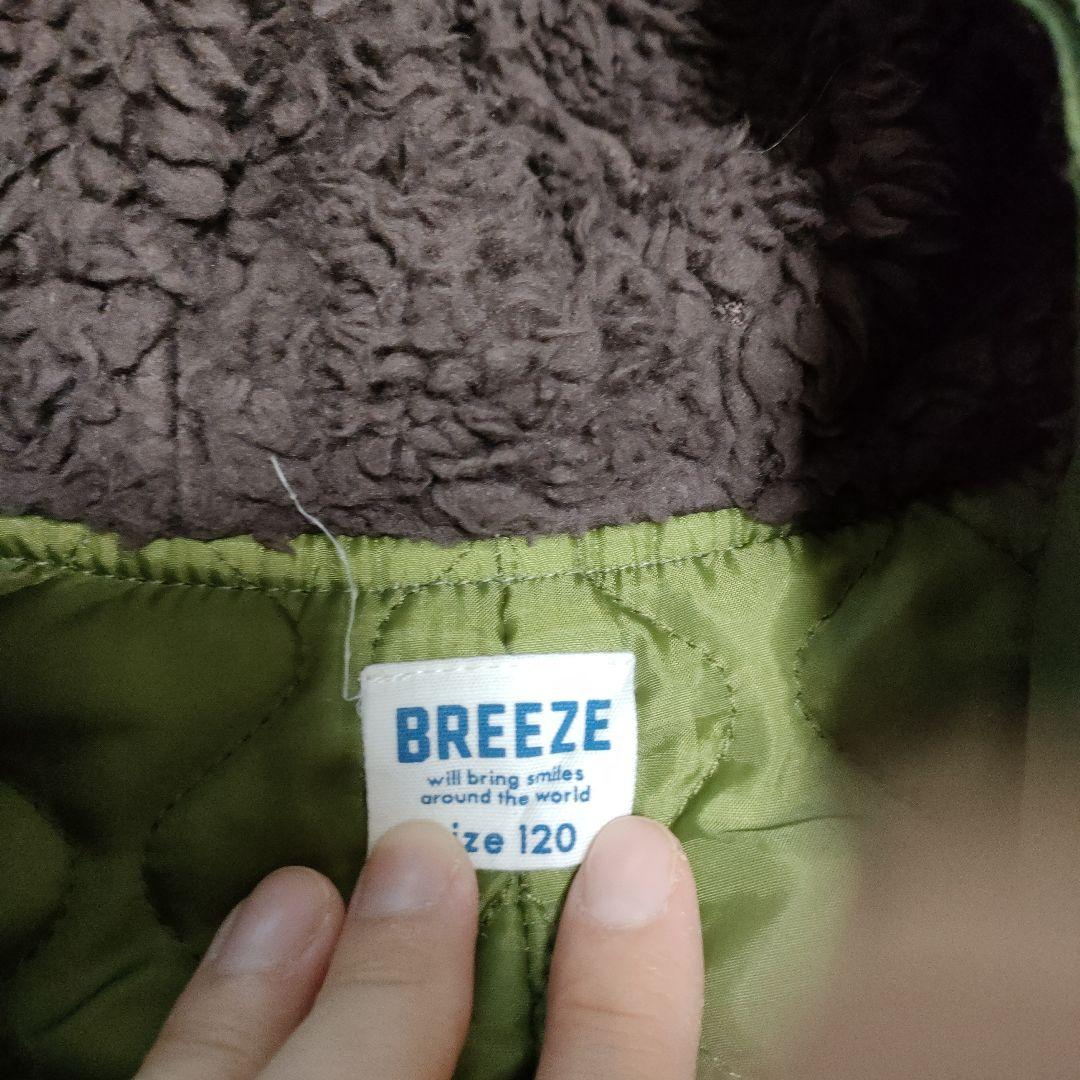 BREEZE
will bring smiles
around the world
ize 120